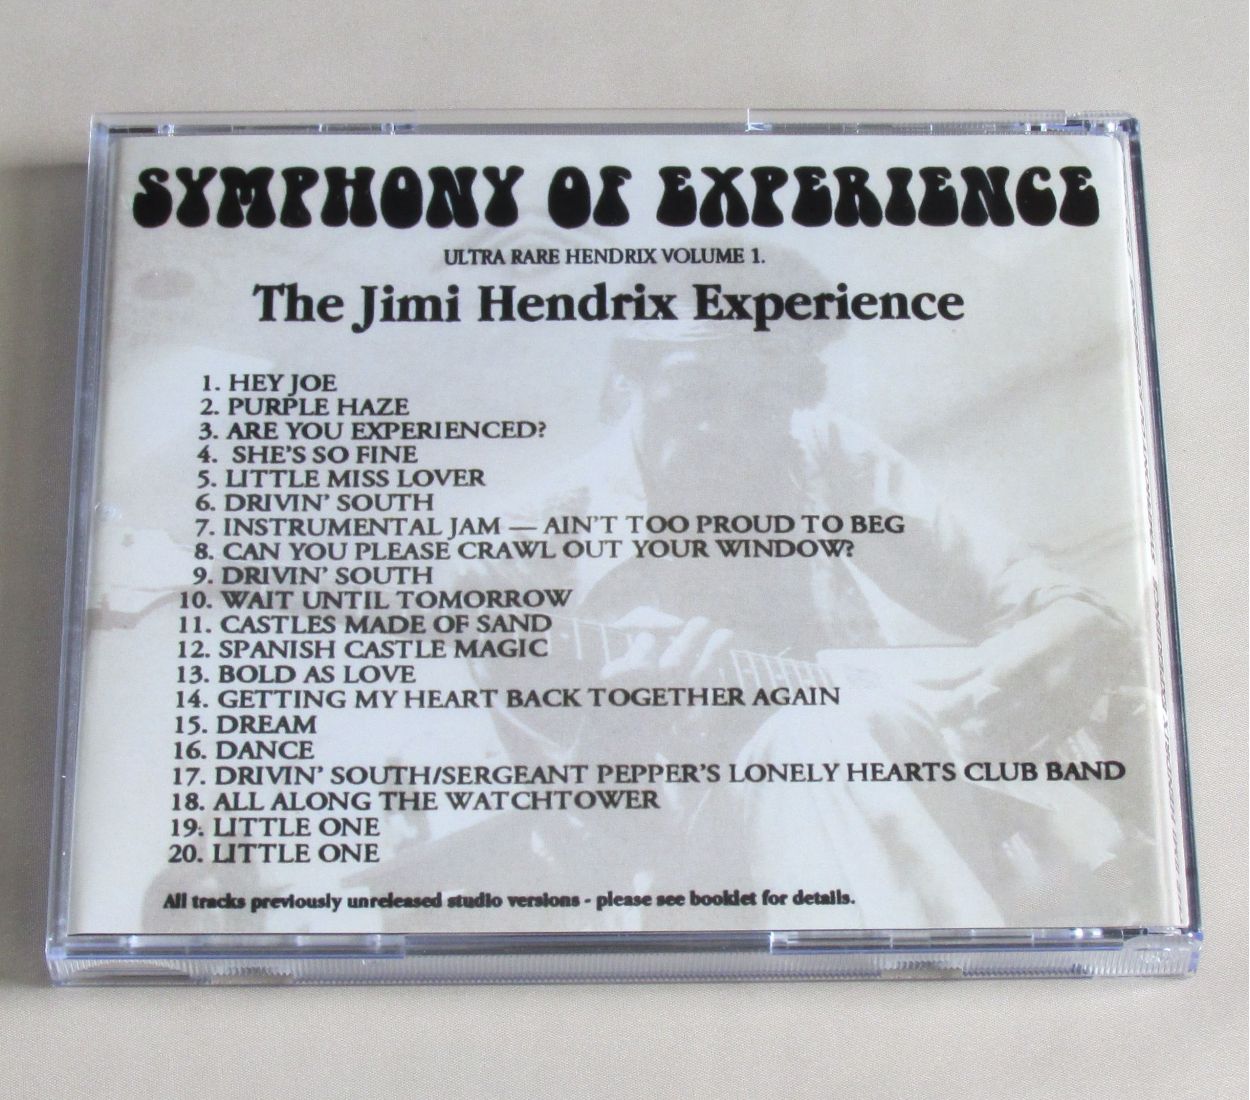 SYMPHONY OF EXPERIENCE
ULTRA RARE HENDRIX VOLUME 1.
The Jimi Hendrix Experience
1. HEY JOE
2. PURPLE HAZE
3. ARE YOU EXPERIENCED?
4. SHE'S SO FINE
5. LITTLE MISS LOVER
6. DRIVIN' SOUTH
7. INSTRUMENTAL JAM — AIN'T TOO PROUD TO BEG
8. CAN YOU PLEASE CRAWL OUT YOUR WINDOW?
9. DRIVIN' SOUTH
10. WAIT UNTIL TOMORROW
11. CASTLES MADE OF SAND
12. SPANISH CASTLE MAGIC
13. BOLD AS LOVE
14. GETTING MY HEART BACK TOGETHER AGAIN
15. DREAM
16. DANCE
17. DRIVIN' SOUTH/SERGEANT PEPPER'S LONELY HEARTS CLUB BAND
18. ALL ALONG THE WATCHTOWER
19. LITTLE ONE
20. LITTLE ONE
All tracks previously unreleased studio versions - please see booklet for details.